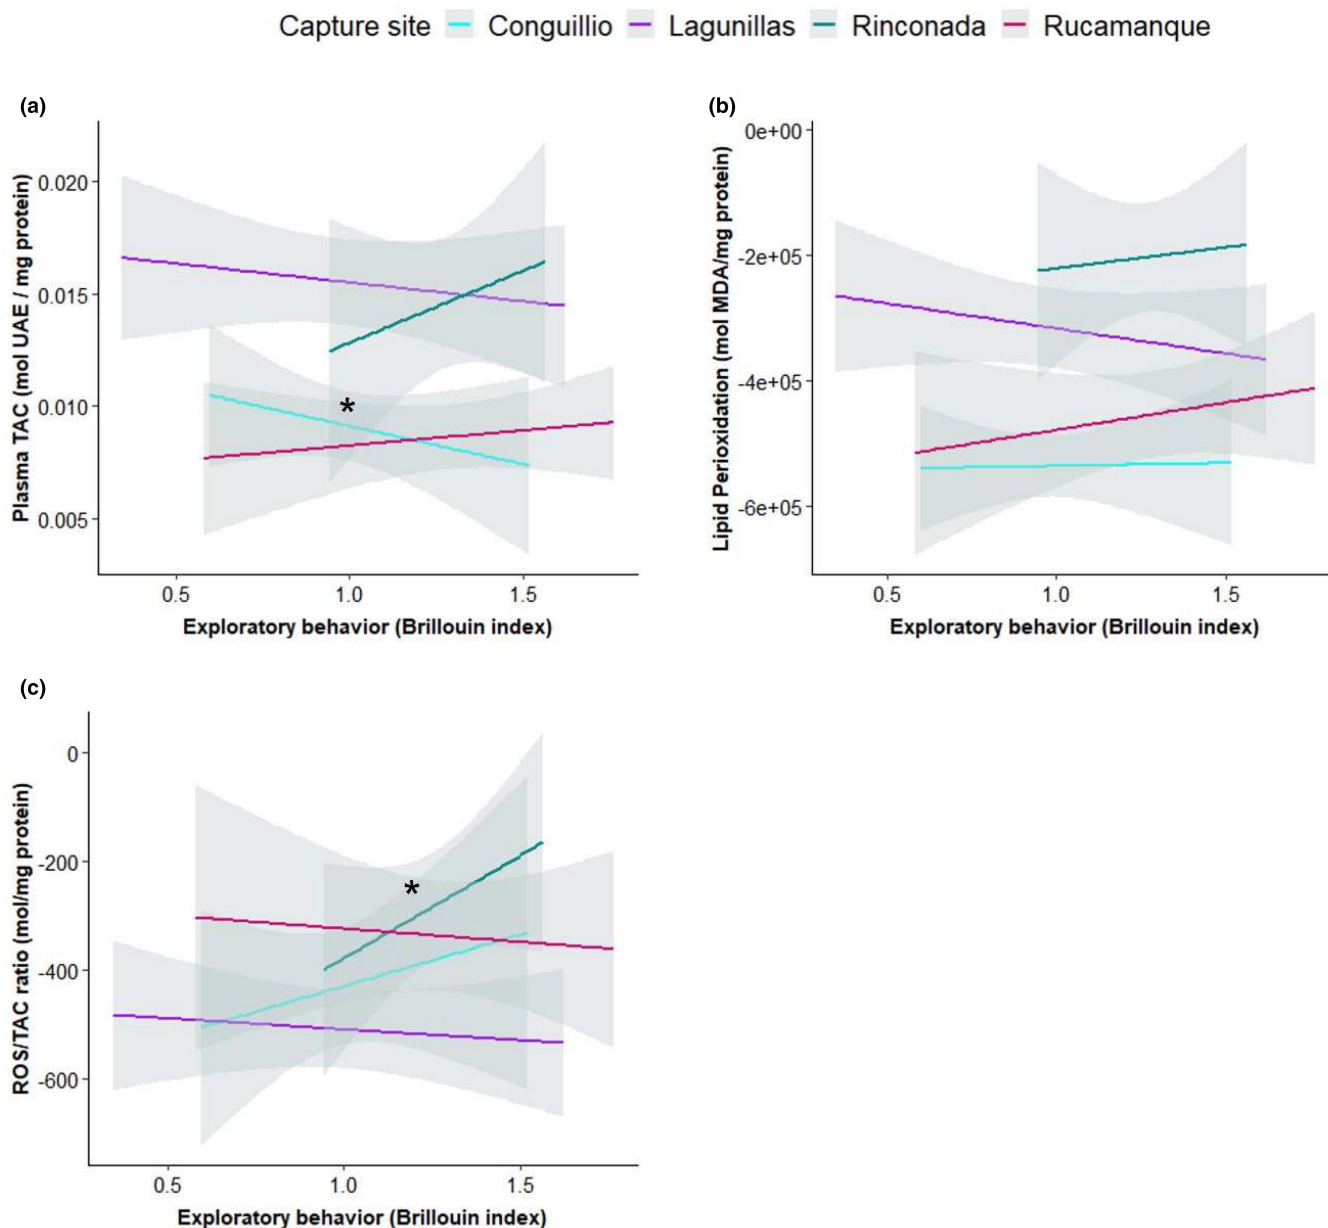 Capture site Conguillio Lagunillas Rinconada Rucamanque
(a)
Plasma TAC (mol UAE / mg protein)
0.020
0.015
0.010
0.005
*
0.5 1.0 1.5
Exploratory behavior (Brillouin index)
(b)
Lipid Perioxidation (mol MDA/mg protein)
0e+00
-2e+05
-4e+05
-6e+05
0.5 1.0 1.5
Exploratory behavior (Brillouin index)
(c)
ROS/TAC ratio (mol/mg protein)
0
-200
-400
-600
*
0.5 1.0 1.5
Exploratory behavior (Brillouin index)